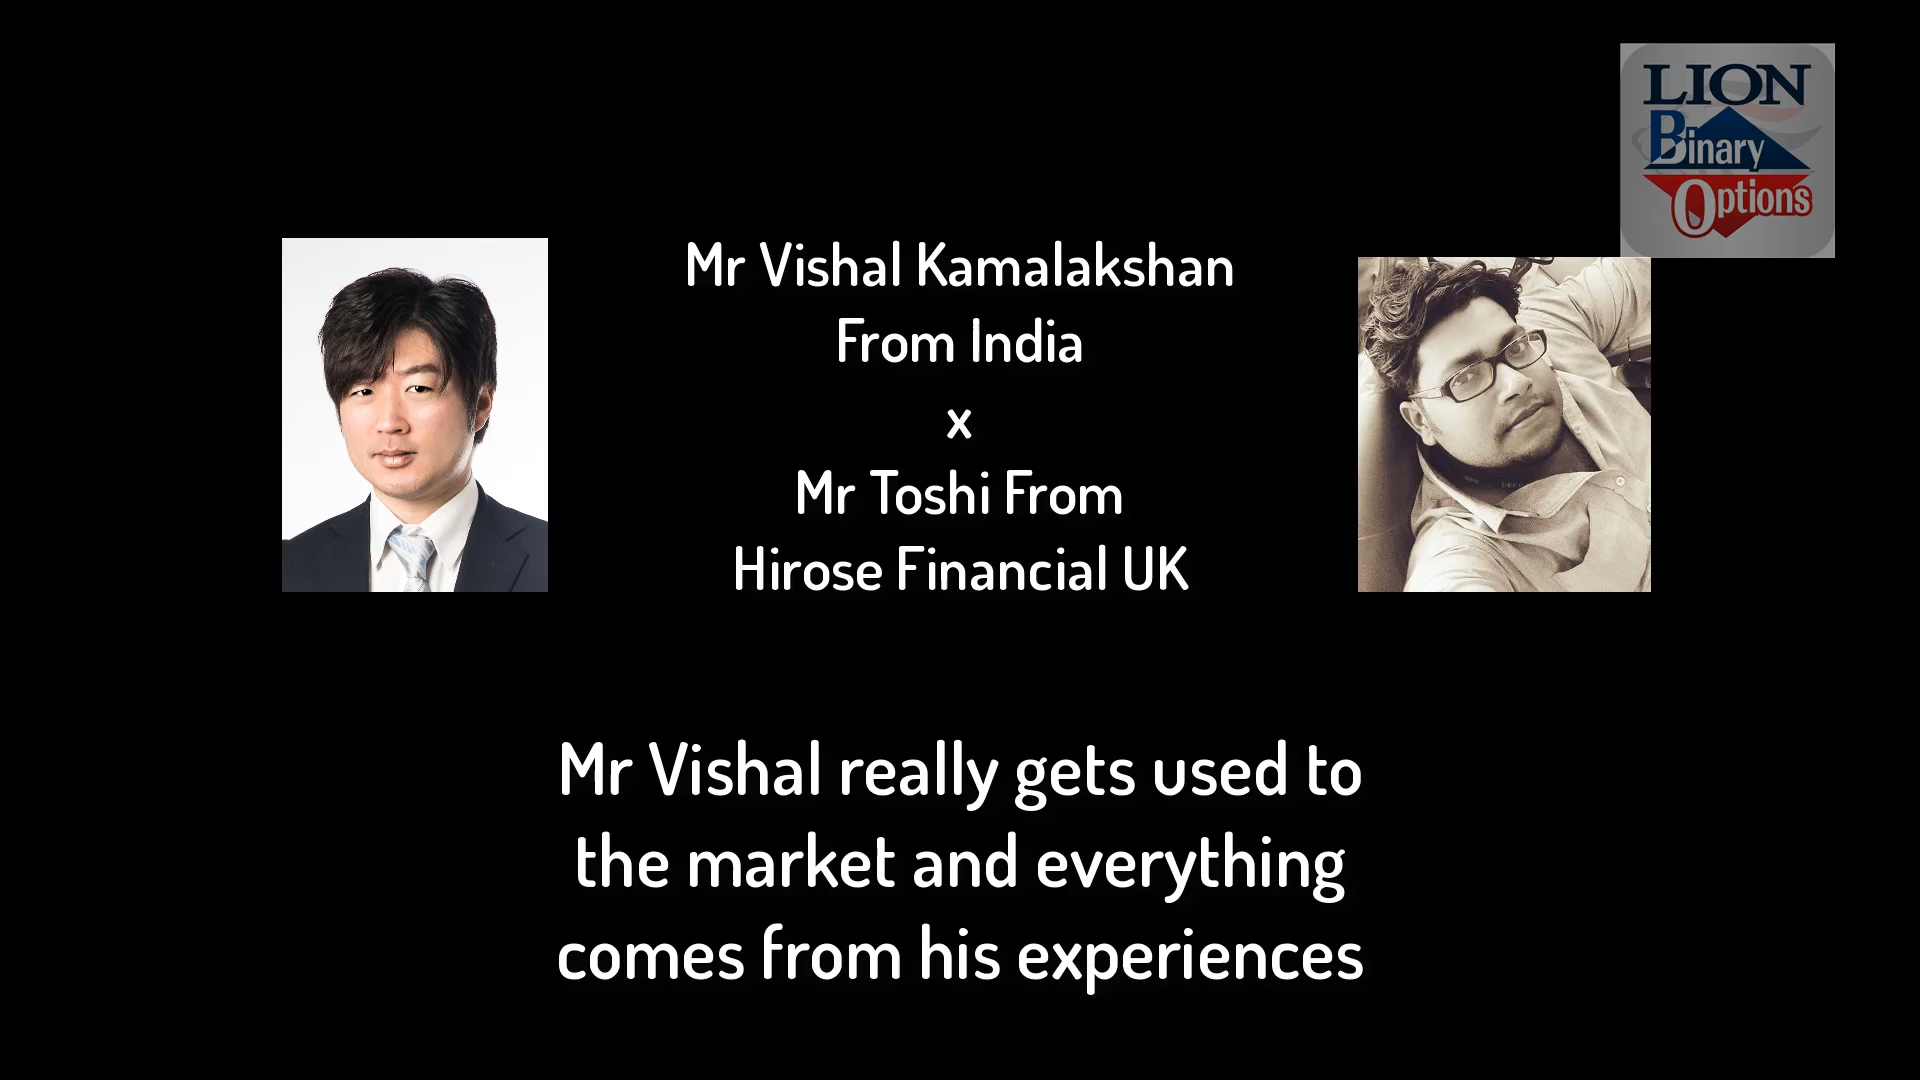 LION
Binary
Options
Mr Vishal Kamalakshan
From India
x
Mr Toshi From
Hirose Financial UK
Mr Vishal really gets used to
the market and everything
comes from his experiences